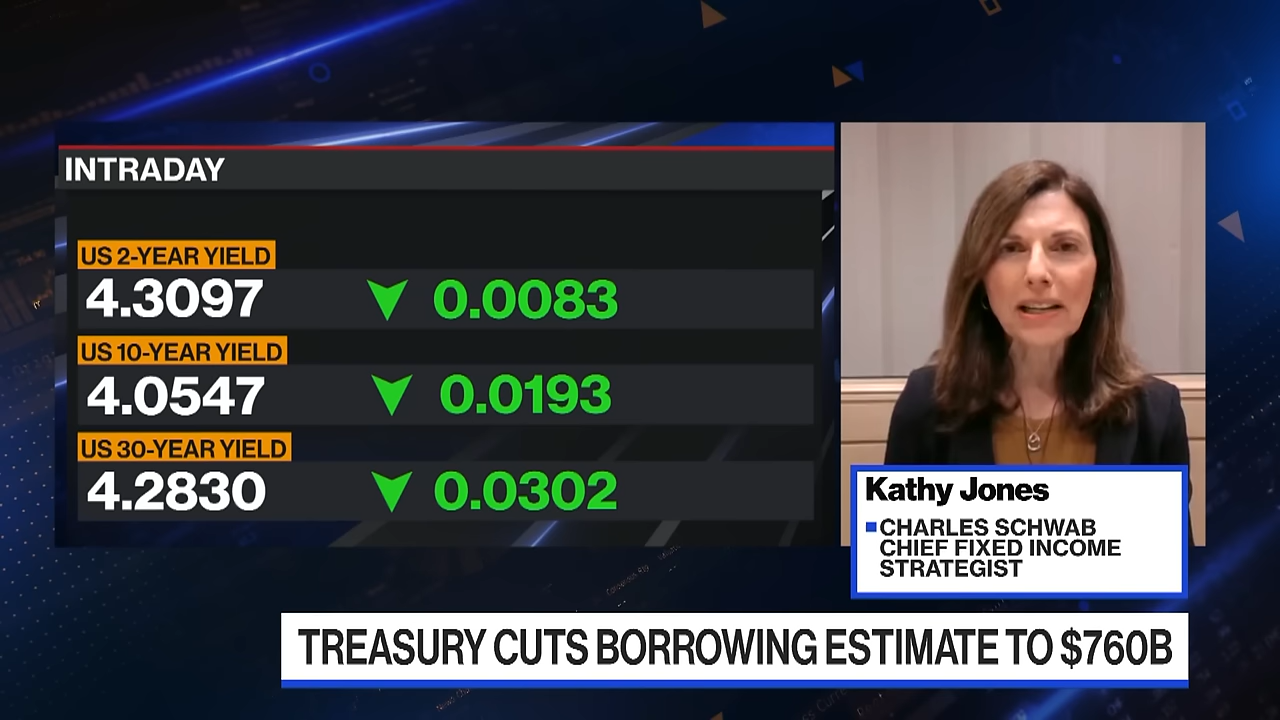 INTRADAY
US 2-YEAR YIELD
4.3097 ▼ 0.0083
US 10-YEAR YIELD
4.0547 ▼ 0.0193
US 30-YEAR YIELD
4.2830 ▼ 0.0302
Kathy Jones
CHARLES SCHWAB
CHIEF FIXED INCOME
STRATEGIST
TREASURY CUTS BORROWING ESTIMATE TO $760B